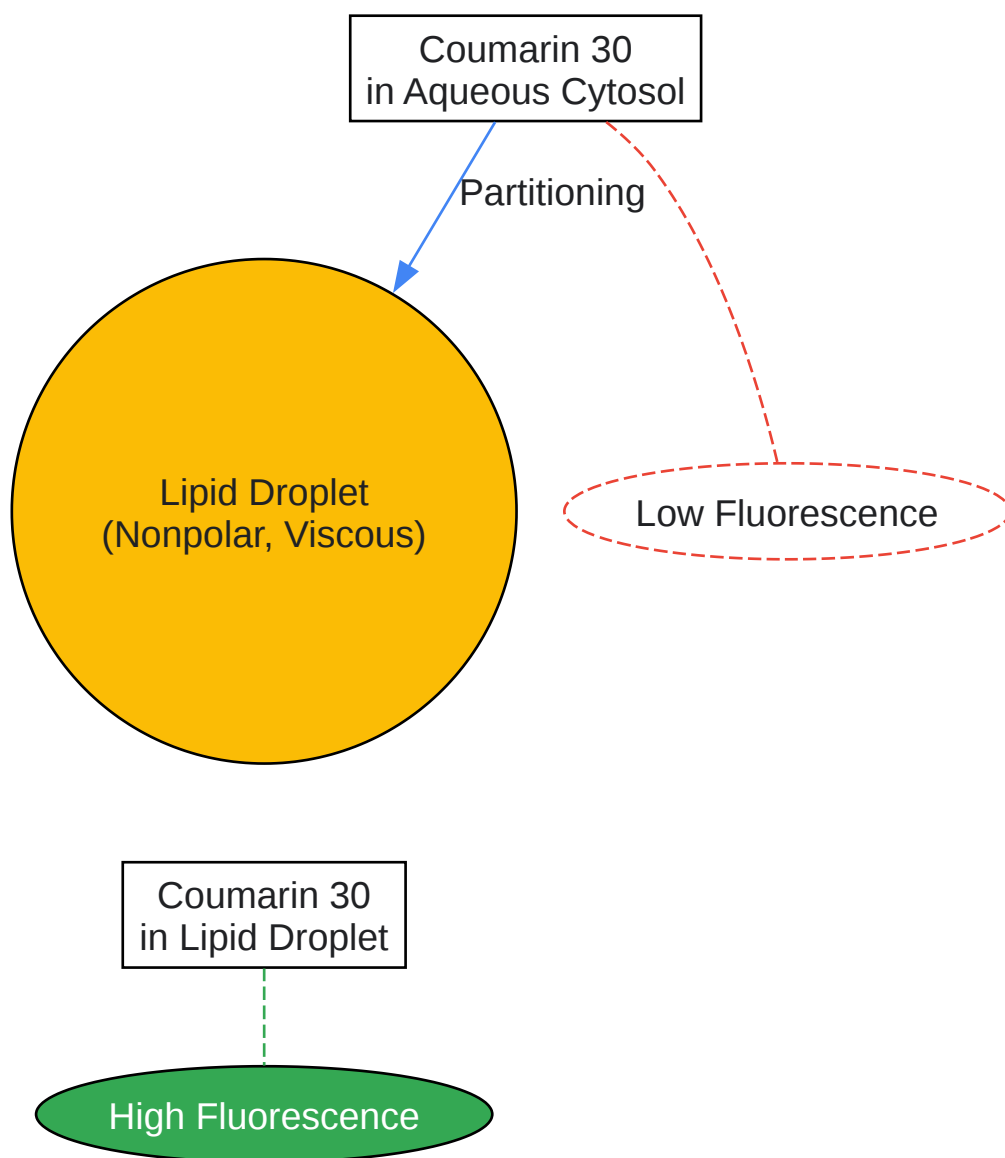 Coumarin 30
in Aqueous Cytosol
Partitioning
Lipid Droplet
(Nonpolar, Viscous)
Low Fluorescence
Coumarin 30
in Lipid Droplet
High Fluorescence